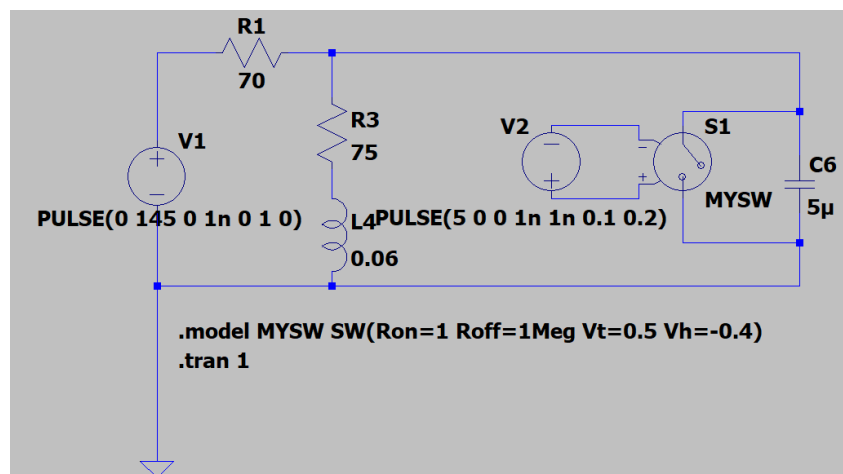 R1
70
R3
75
V1
PULSE(0 145 0 1n 0 1 0)
L4
0.06
V2
PULSE(5 0 0 1n 1n 0.1 0.2)
S1
MYSW
C6
5µ
.model MYSW SW(Ron=1 Roff=1Meg Vt=0.5 Vh=-0.4)
.tran 1